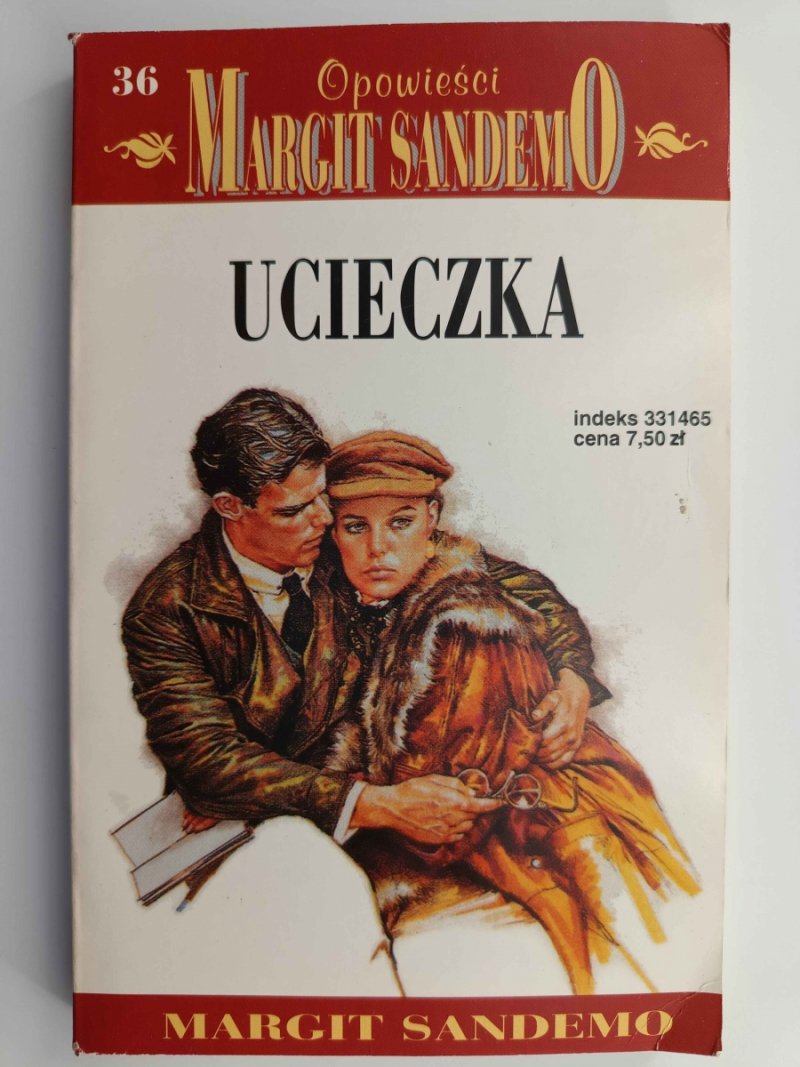 36
Opowieści
MARGIT SANDEMO
UCIECZKA
indeks 331465
cena 7,50 zł
MARGIT SANDEMO